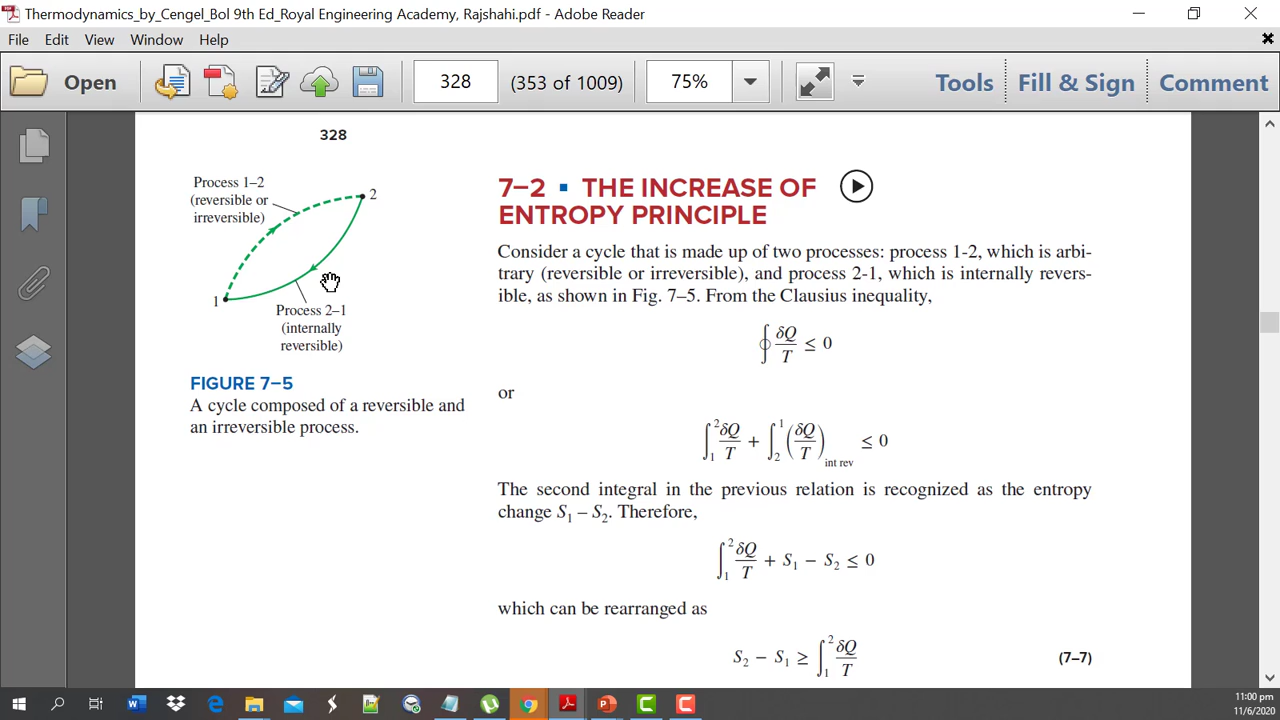 Thermodynamics_by_Cengel_Bol 9th Ed_Royal Engineering Academy, Rajshahi.pdf - Adobe Reader
File Edit View Window Help
Open 328 (353 of 1009) 75% Tools Fill & Sign Comment
328
Process 1–2
(reversible or
irreversible)
2
1
Process 2–1
(internally
reversible)
FIGURE 7–5
A cycle composed of a reversible and
an irreversible process.
7–2 ▪ THE INCREASE OF
ENTROPY PRINCIPLE
Consider a cycle that is made up of two processes: process 1-2, which is arbi-
trary (reversible or irreversible), and process 2-1, which is internally revers-
ible, as shown in Fig. 7–5. From the Clausius inequality,
∮ δQ/T ≤ 0
or
∫₁² δQ/T + ∫₂¹ (δQ/T) int rev ≤ 0
The second integral in the previous relation is recognized as the entropy
change S₁ – S₂. Therefore,
∫₁² δQ/T + S₁ − S₂ ≤ 0
which can be rearranged as
S₂ − S₁ ≥ ∫₁² δQ/T (7–7)
11:00 pm
11/6/2020